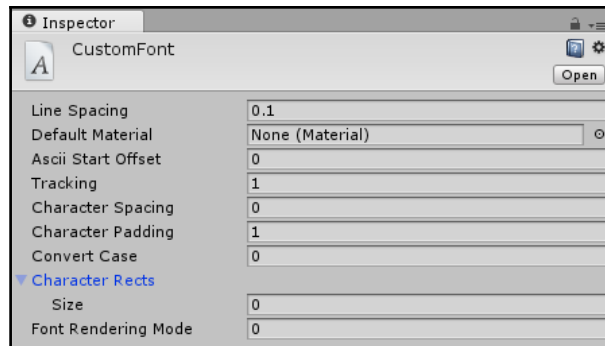 Inspector
CustomFont
A
Open
Line Spacing 0.1
Default Material None (Material)
Ascii Start Offset 0
Tracking 1
Character Spacing 0
Character Padding 1
Convert Case 0
Character Rects
Size 0
Font Rendering Mode 0